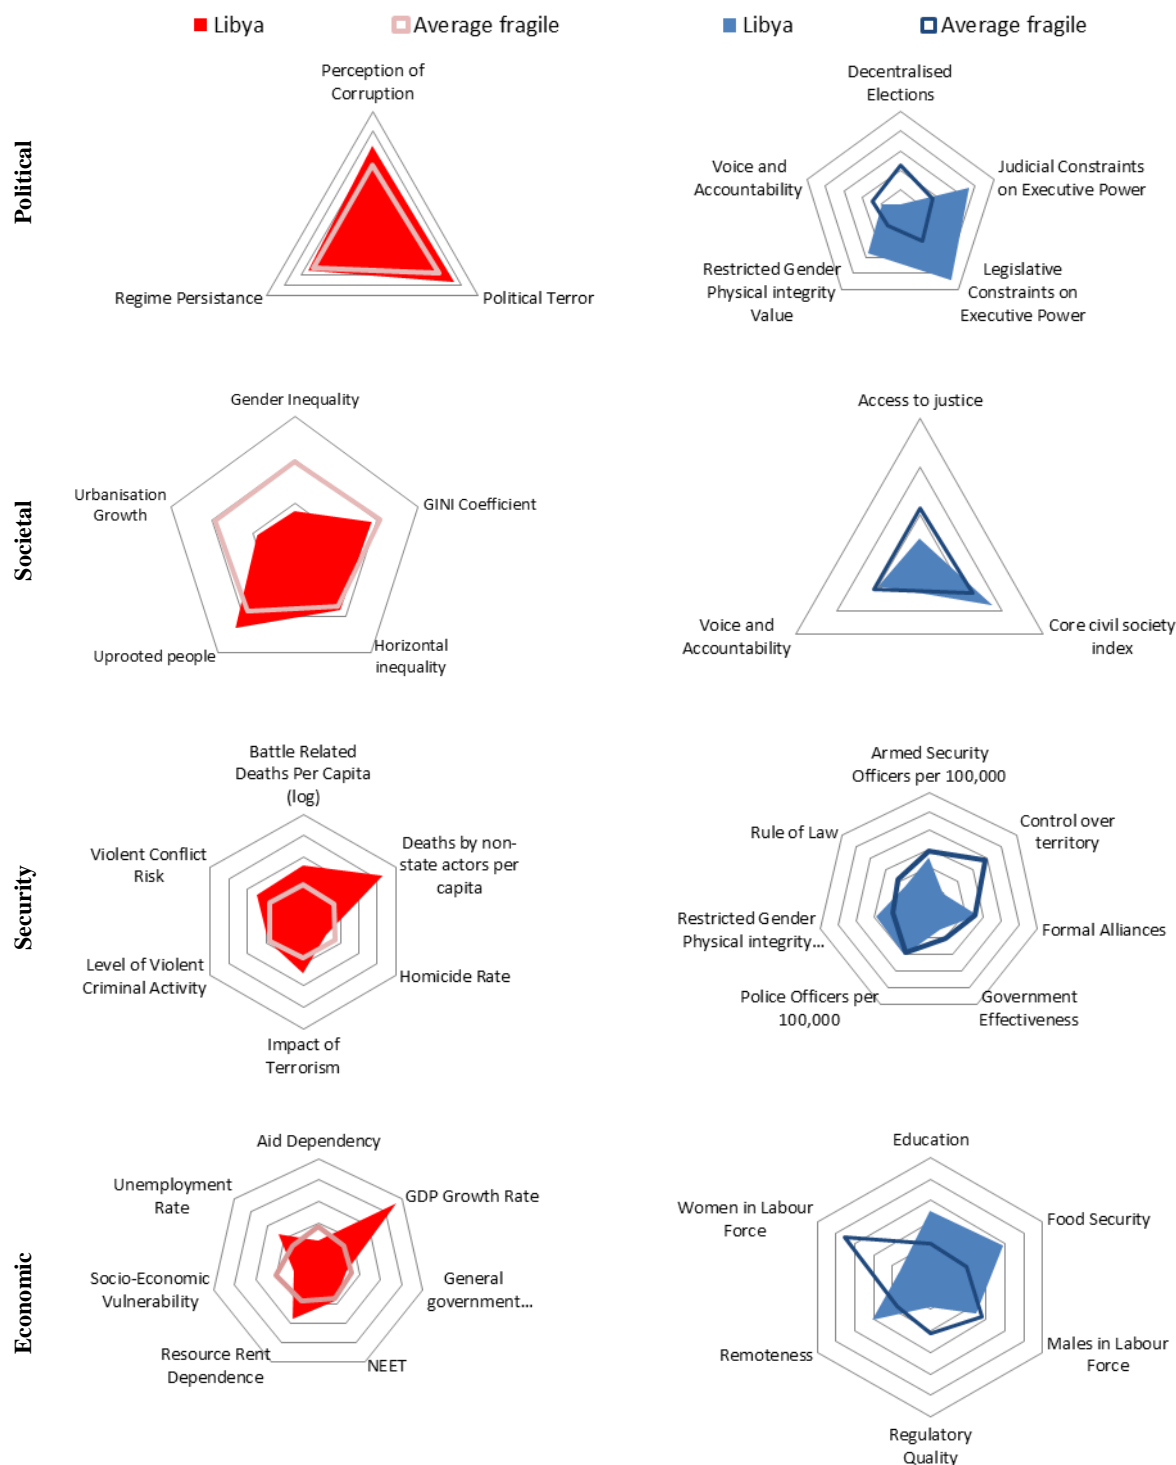 Libya
Average fragile
Libya
Average fragile
Political
Perception of
Corruption
Regime Persistance
Political Terror
Decentralised
Elections
Voice and
Accountability
Judicial Constraints
on Executive Power
Restricted Gender
Physical integrity
Value
Legislative
Constraints on
Executive Power
Societal
Gender Inequality
Urbanisation
Growth
GINI Coefficient
Uprooted people
Horizontal
inequality
Access to justice
Voice and
Accountability
Core civil society
index
Security
Battle Related
Deaths Per Capita
(log)
Violent Conflict
Risk
Deaths by non-
state actors per
capita
Level of Violent
Criminal Activity
Homicide Rate
Impact of
Terrorism
Armed Security
Officers per 100,000
Rule of Law
Control over
territory
Restricted Gender
Physical integrity...
Formal Alliances
Police Officers per
100,000
Government
Effectiveness
Economic
Aid Dependency
Unemployment
Rate
GDP Growth Rate
Socio-Economic
Vulnerability
General
government...
Resource Rent
Dependence
NEET
Education
Women in Labour
Force
Food Security
Remoteness
Males in Labour
Force
Regulatory
Quality